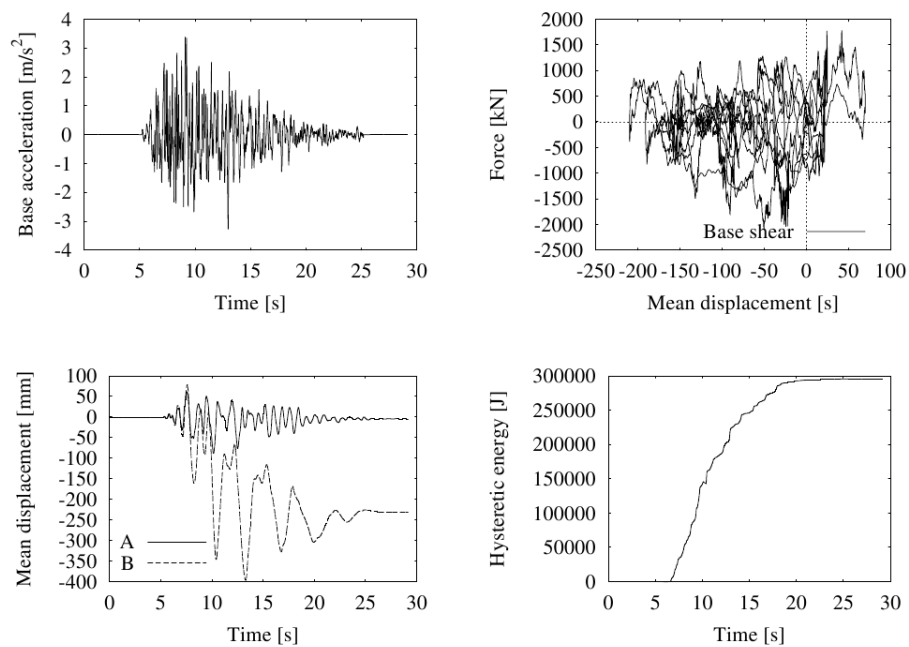 4
3
2
1
0
-1
-2
-3
-4
Base acceleration [m/s²]
0 5 10 15 20 25 30
Time [s]
2000
1500
1000
500
0
-500
-1000
-1500
-2000
-2500
Force [kN]
Base shear
-250 -200 -150 -100 -50 0 50 100
Mean displacement [s]
100
50
0
-50
-100
-150
-200
-250
-300
-350
-400
Mean displacement [mm]
A
B
0 5 10 15 20 25 30
Time [s]
300000
250000
200000
150000
100000
50000
0
Hysteretic energy [J]
0 5 10 15 20 25 30
Time [s]